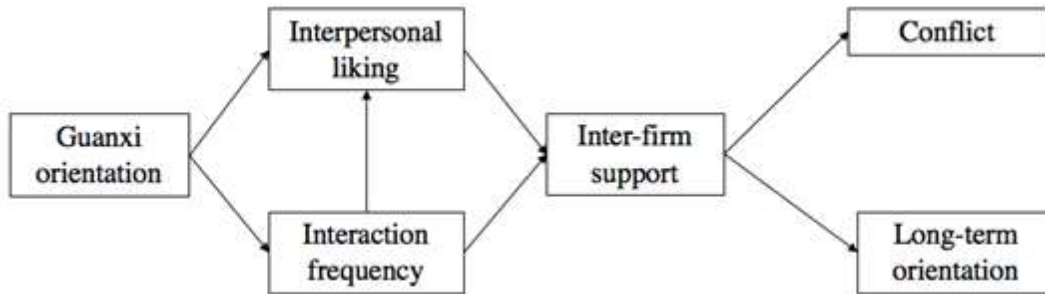 Interpersonal
liking
Conflict
Guanxi
orientation
Inter-firm
support
Interaction
frequency
Long-term
orientation